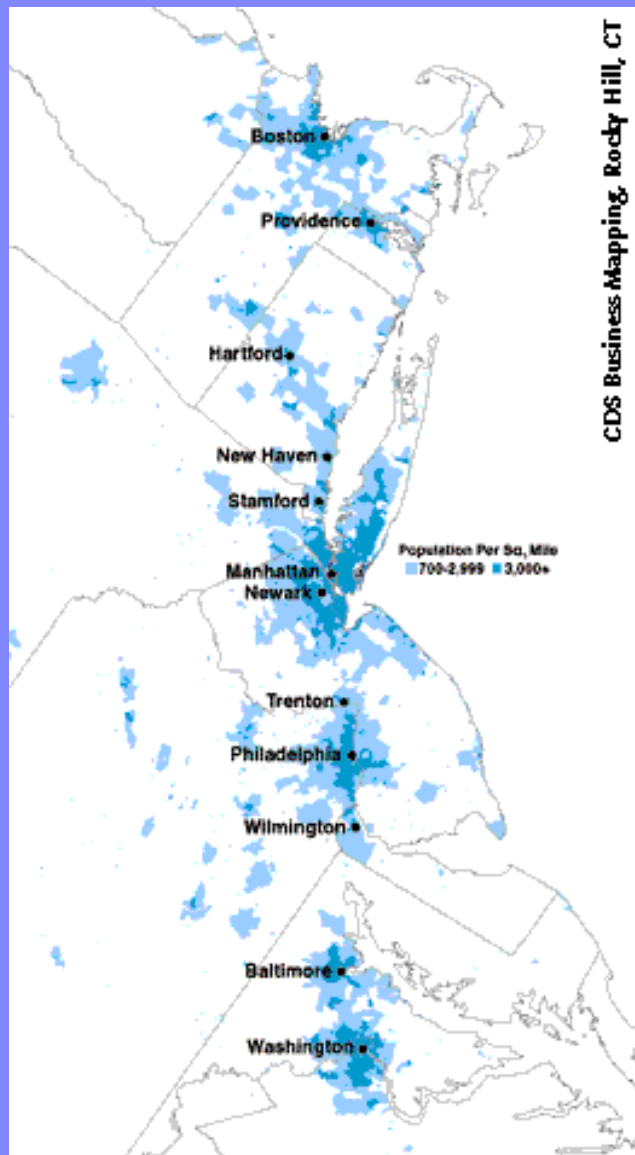 CDS Business Mapping, Rocky Hill, CT
Boston
Providence
Hartford
New Haven
Stamford
Population Per Sq, Mile
700-2,999 3,000+
Manhattan
Newark
Trenton
Philadelphia
Wilmington
Baltimore
Washington